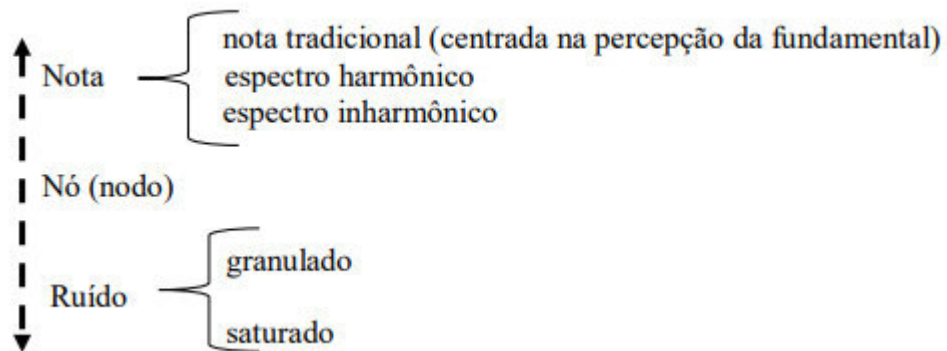 nota tradicional (centrada na percepção da fundamental)
Nota
espectro harmônico
espectro inharmônico
Nó (nodo)
granulado
Ruído
saturado